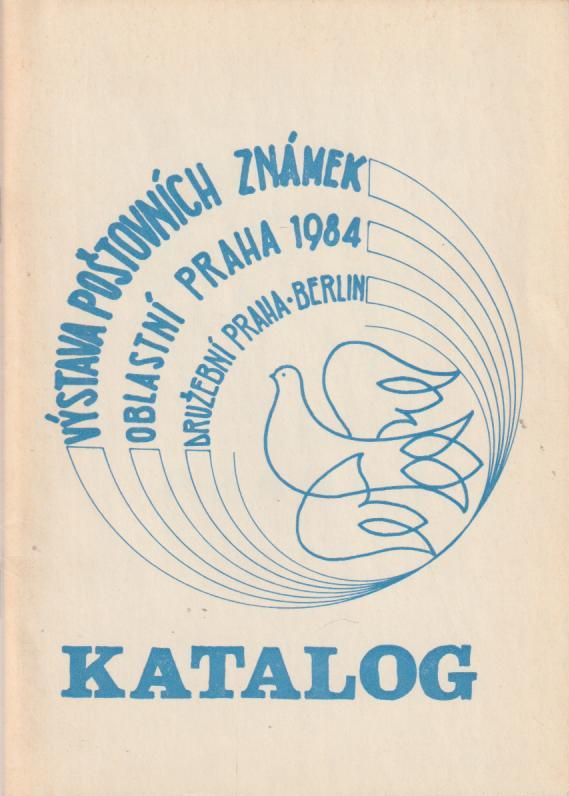 VÝSTAVA POŠTOVNÍCH ZNÁMEK
OBLASTNÍ PRAHA 1984
DRUŽEBNÍ PRAHA·BERLIN
KATALOG